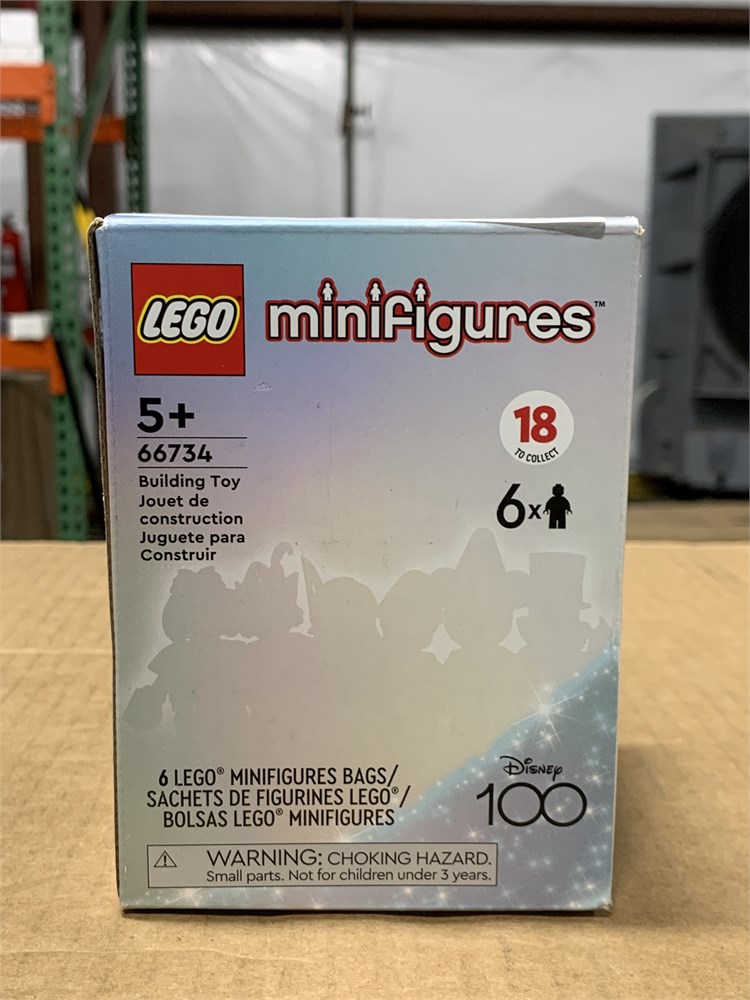 LEGO
minifigures™
5+
66734
Building Toy
Jouet de
construction
Juguete para
Construir
18
TO COLLECT
6x
6 LEGO® MINIFIGURES BAGS/
SACHETS DE FIGURINES LEGO®/
BOLSAS LEGO® MINIFIGURES
Disney
100
WARNING: CHOKING HAZARD.
Small parts. Not for children under 3 years.